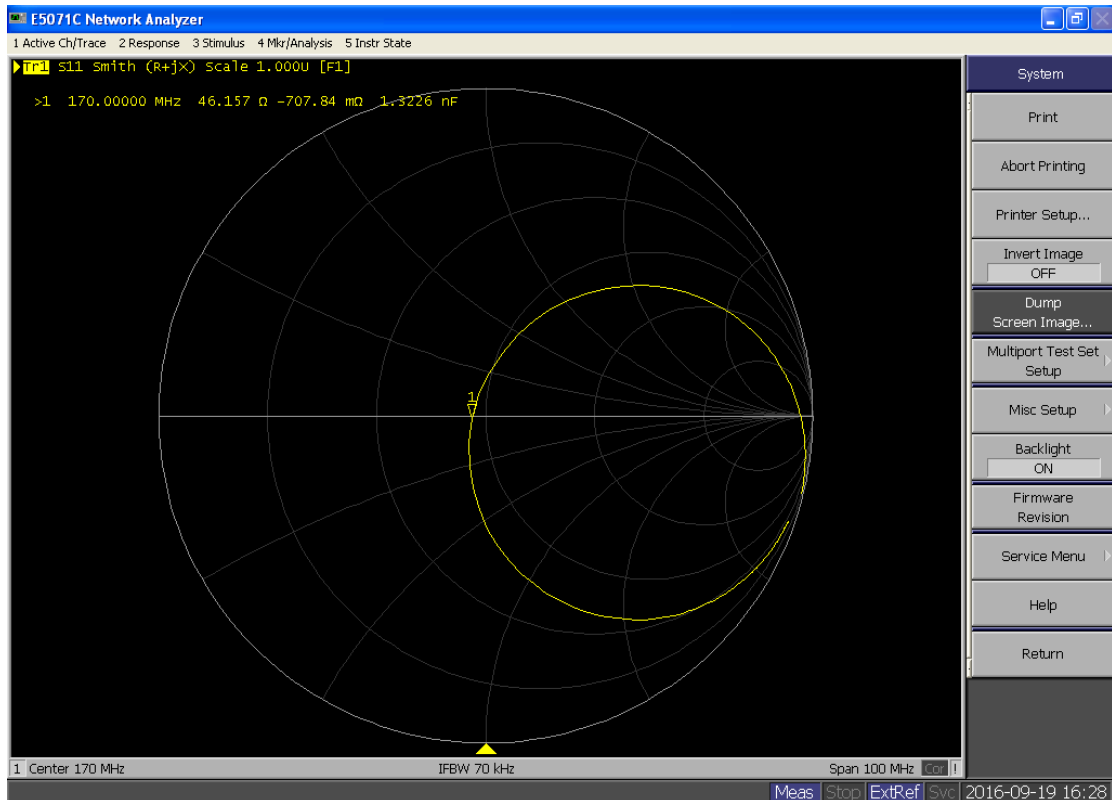 E5071C Network Analyzer
1 Active Ch/Trace 2 Response 3 Stimulus 4 Mkr/Analysis 5 Instr State
Tr1 S11 Smith (R+jX) Scale 1.000U [F1]
>1 170.00000 MHz 46.157 Ω -707.84 mΩ 1.3226 nF
1
System
Print
Abort Printing
Printer Setup...
Invert Image
OFF
Dump
Screen Image...
Multiport Test Set
Setup
Misc Setup
Backlight
ON
Firmware
Revision
Service Menu
Help
Return
1 Center 170 MHz IFBW 70 kHz Span 100 MHz Cor !
Meas Stop ExtRef Svc 2016-09-19 16:28